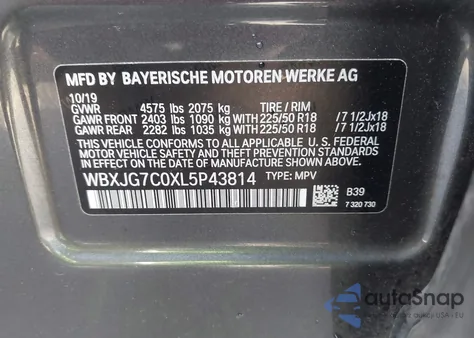 MFD BY BAYERISCHE MOTOREN WERKE AG
10/19
GVWR 4575 lbs 2075 kg TIRE / RIM
GAWR FRONT 2403 lbs 1090 kg WITH 225/50 R18 /7 1/2Jx18
GAWR REAR 2282 lbs 1035 kg WITH 225/50 R18 /7 1/2Jx18
THIS VEHICLE CONFORMS TO ALL APPLICABLE U.S. FEDERAL
MOTOR VEHICLE SAFETY, BUMPER, AND THEFT PREVENTION
STANDARDS IN EFFECT ON THE DATE OF MANUFACTURE SHOWN ABOVE.
WBXJG7C0XL5P43814 TYPE: MPV
B39
7 320 730
autoSnap